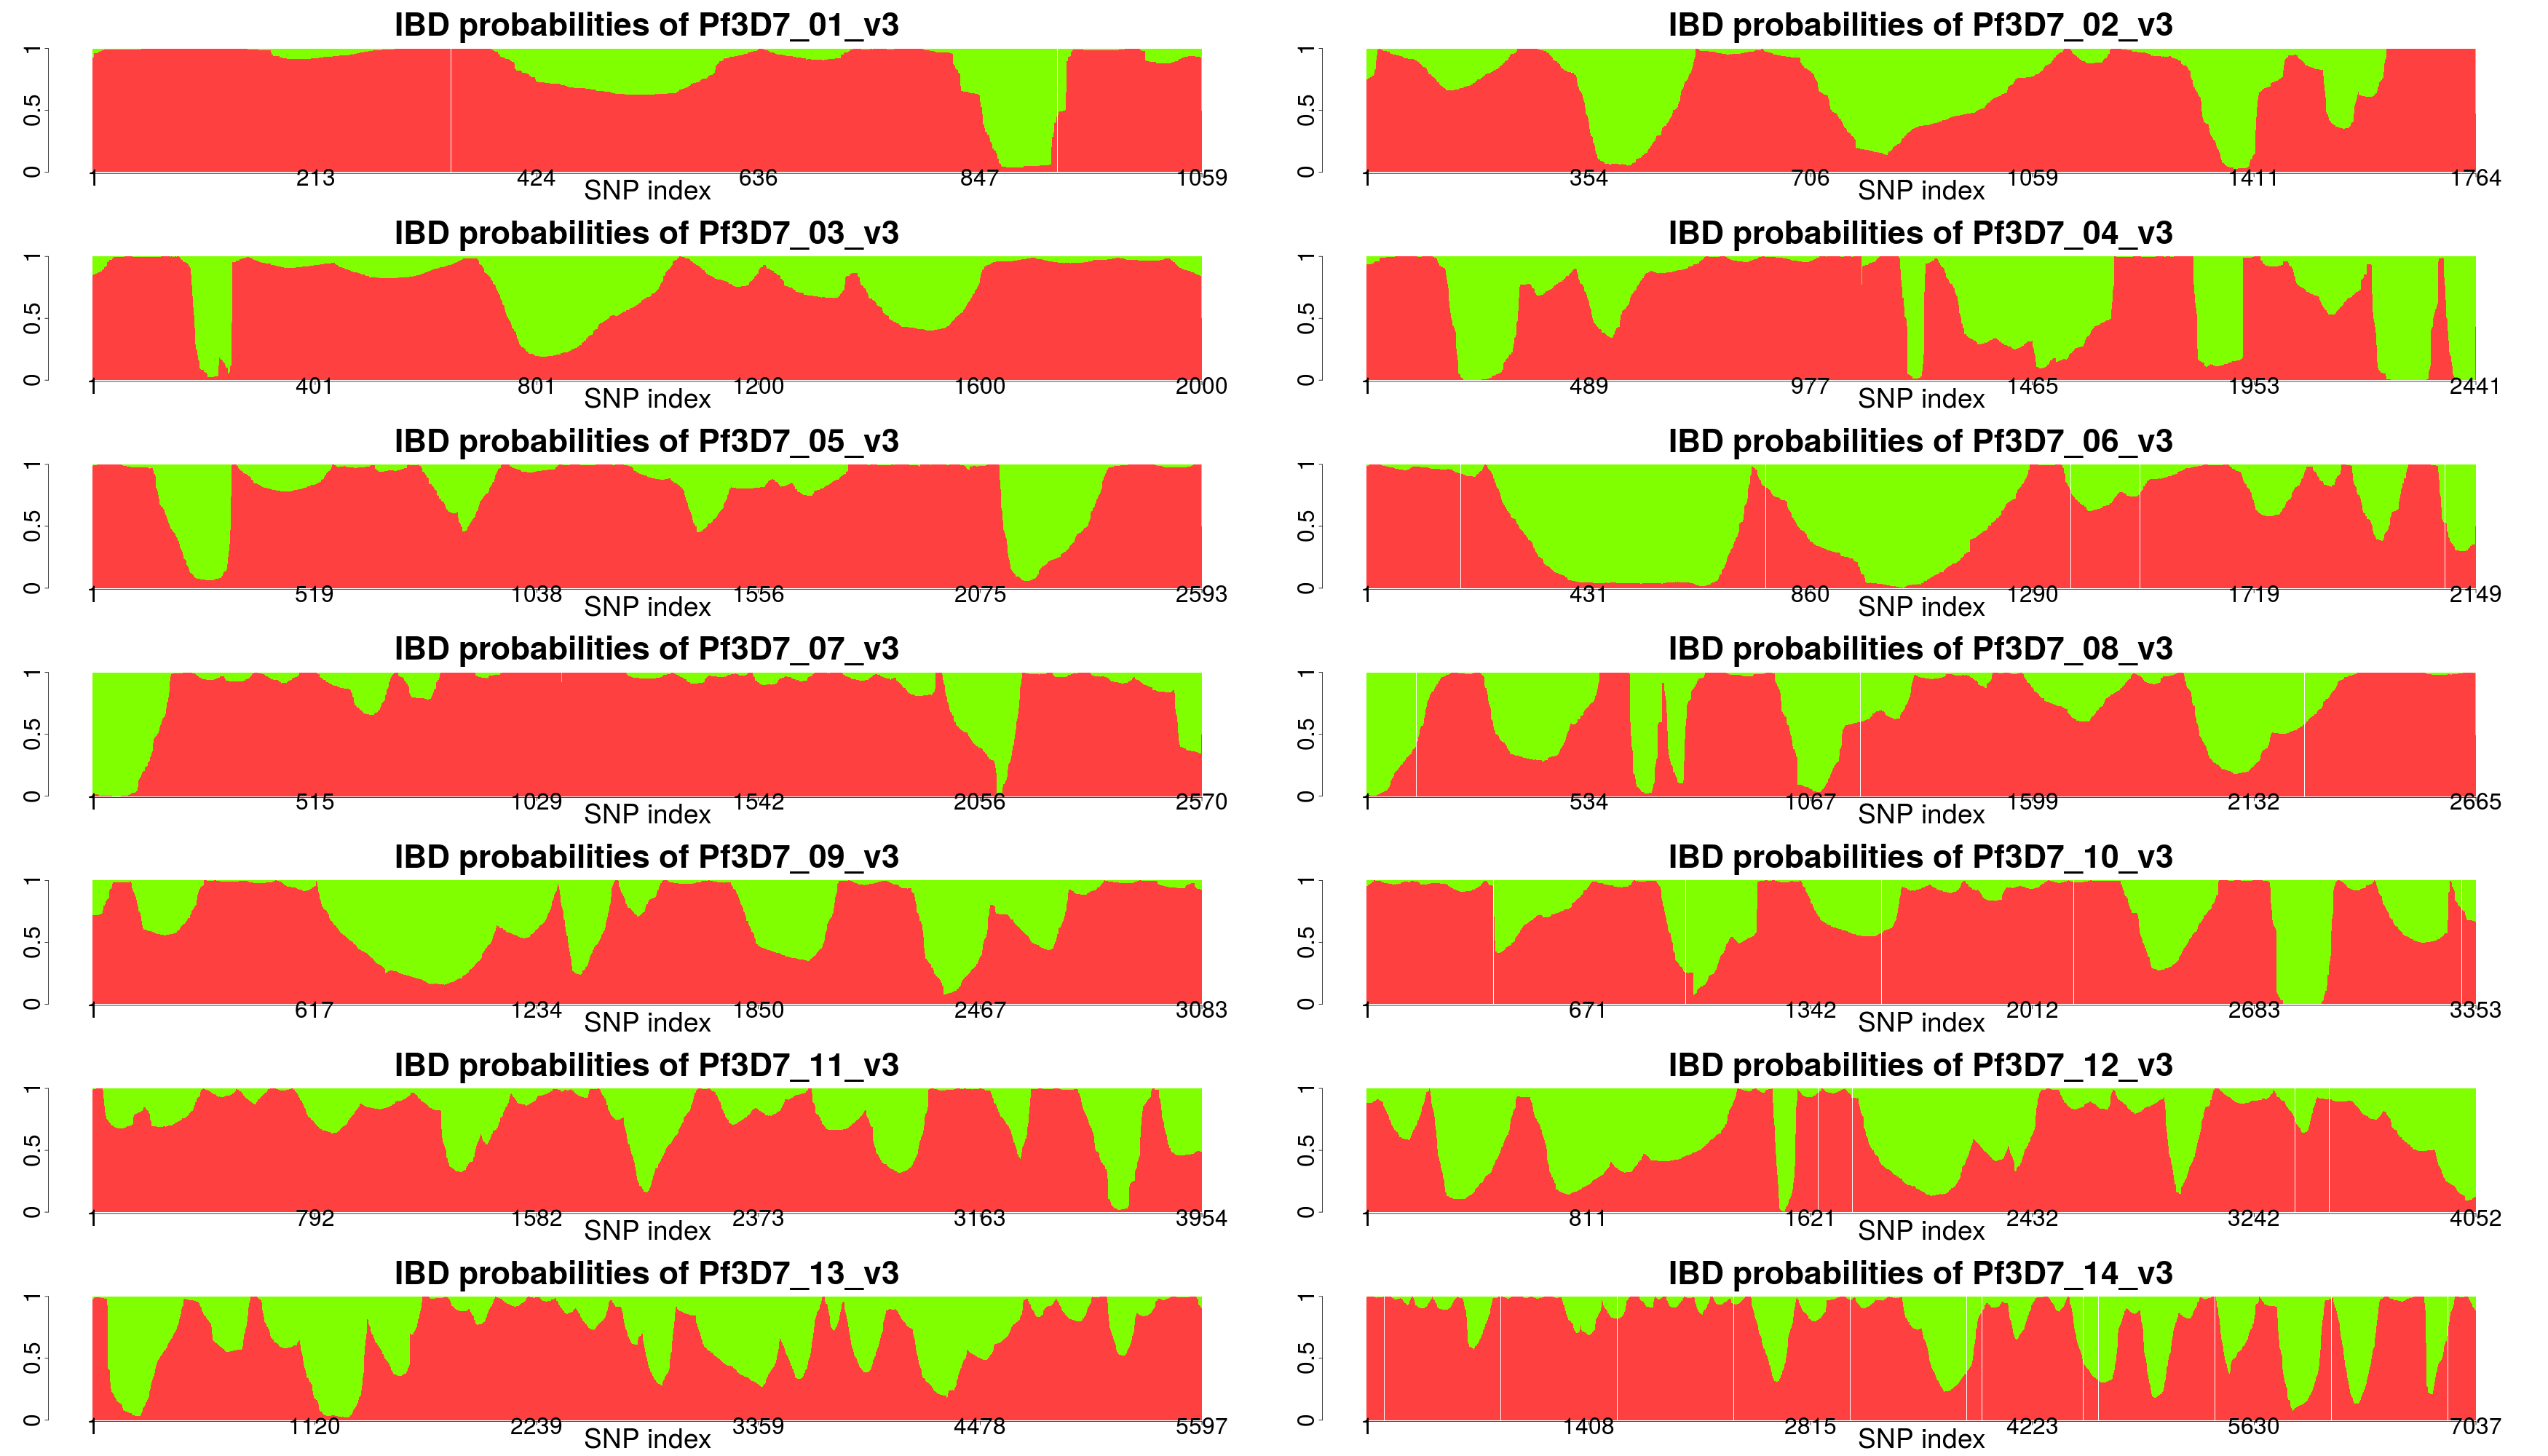 IBD probabilities of Pf3D7_01_v3
0 0.5 1
1 213 424 636 847 1059
SNP index
IBD probabilities of Pf3D7_02_v3
0 0.5 1
1 354 706 1059 1411 1764
SNP index
IBD probabilities of Pf3D7_03_v3
0 0.5 1
1 401 801 1200 1600 2000
SNP index
IBD probabilities of Pf3D7_04_v3
0 0.5 1
1 489 977 1465 1953 2441
SNP index
IBD probabilities of Pf3D7_05_v3
0 0.5 1
1 519 1038 1556 2075 2593
SNP index
IBD probabilities of Pf3D7_06_v3
0 0.5 1
1 431 860 1290 1719 2149
SNP index
IBD probabilities of Pf3D7_07_v3
0 0.5 1
1 515 1029 1542 2056 2570
SNP index
IBD probabilities of Pf3D7_08_v3
0 0.5 1
1 534 1067 1599 2132 2665
SNP index
IBD probabilities of Pf3D7_09_v3
0 0.5 1
1 617 1234 1850 2467 3083
SNP index
IBD probabilities of Pf3D7_10_v3
0 0.5 1
1 671 1342 2012 2683 3353
SNP index
IBD probabilities of Pf3D7_11_v3
0 0.5 1
1 792 1582 2373 3163 3954
SNP index
IBD probabilities of Pf3D7_12_v3
0 0.5 1
1 811 1621 2432 3242 4052
SNP index
IBD probabilities of Pf3D7_13_v3
0 0.5 1
1 1120 2239 3359 4478 5597
SNP index
IBD probabilities of Pf3D7_14_v3
0 0.5 1
1 1408 2815 4223 5630 7037
SNP index